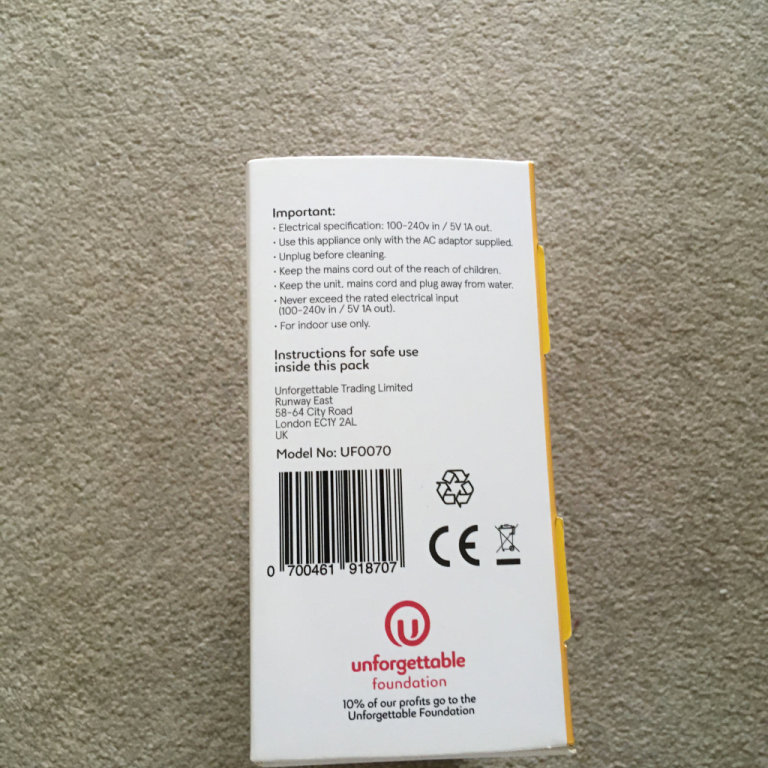 Important:
• Electrical specification: 100-240v in / 5V 1A out.
• Use this appliance only with the AC adaptor supplied.
• Unplug before cleaning.
• Keep the mains cord out of the reach of children.
• Keep the unit, mains cord and plug away from water.
• Never exceed the rated electrical input
(100-240v in / 5V 1A out).
• For indoor use only.
Instructions for safe use
inside this pack
Unforgettable Trading Limited
Runway East
58-64 City Road
London EC1Y 2AL
UK
Model No: UF0070
0 700461 918707
CE
unforgettable
foundation
10% of our profits go to the
Unforgettable Foundation